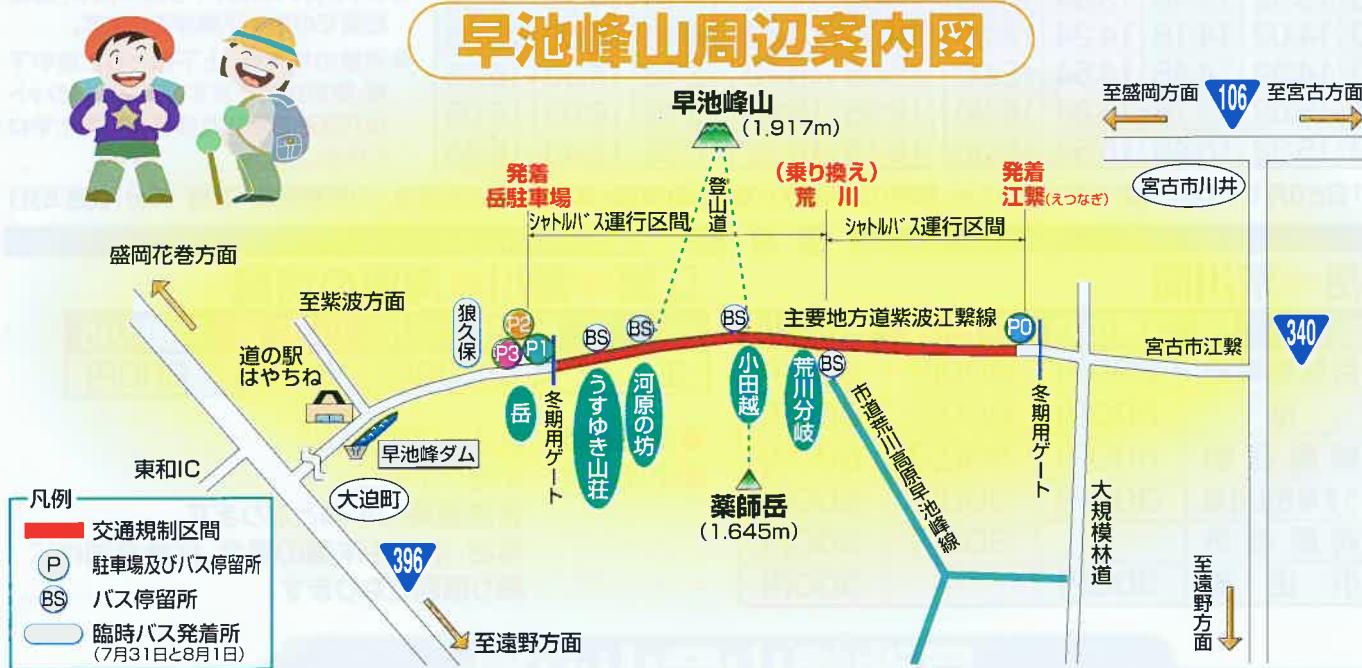 早池峰山周辺案内図
早池峰山
(1.917m)
至盛岡方面
106
至宮古方面
宮古市川井
発着
岳駐車場
登山道
(乗り換え)
荒川
発着
江繋(えつなぎ)
シャトルバス運行区間
シャトルバス運行区間
盛岡花巻方面
至紫波方面
狼久保
P2
P3
P1
BS
BS
BS
主要地方道紫波江繋線
P0
宮古市江繋
340
道の駅
はやちね
岳
冬期用ゲート
うすゆき山荘
河原の坊
小田越
荒川分岐
BS
市道荒川高原早池峰線
冬期用ゲート
早池峰ダム
東和IC
大迫町
薬師岳
(1.645m)
大規模林道
至遠野方面
396
至遠野方面
凡例
交通規制区間
P 駐車場及びバス停留所
BS バス停留所
臨時バス発着所
(7月31日と8月1日)